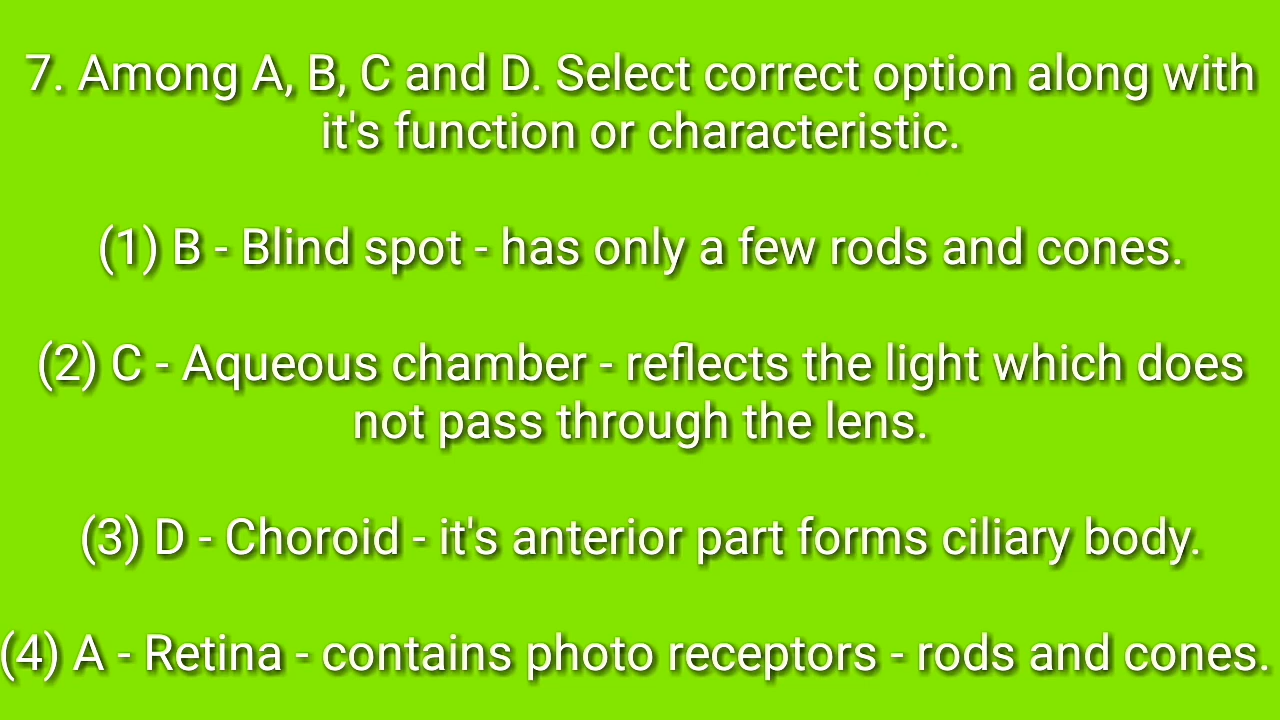 7. Among A, B, C and D. Select correct option along with
it's function or characteristic.
(1) B - Blind spot - has only a few rods and cones.
(2) C - Aqueous chamber - reflects the light which does
not pass through the lens.
(3) D - Choroid - it's anterior part forms ciliary body.
(4) A - Retina - contains photo receptors - rods and cones.